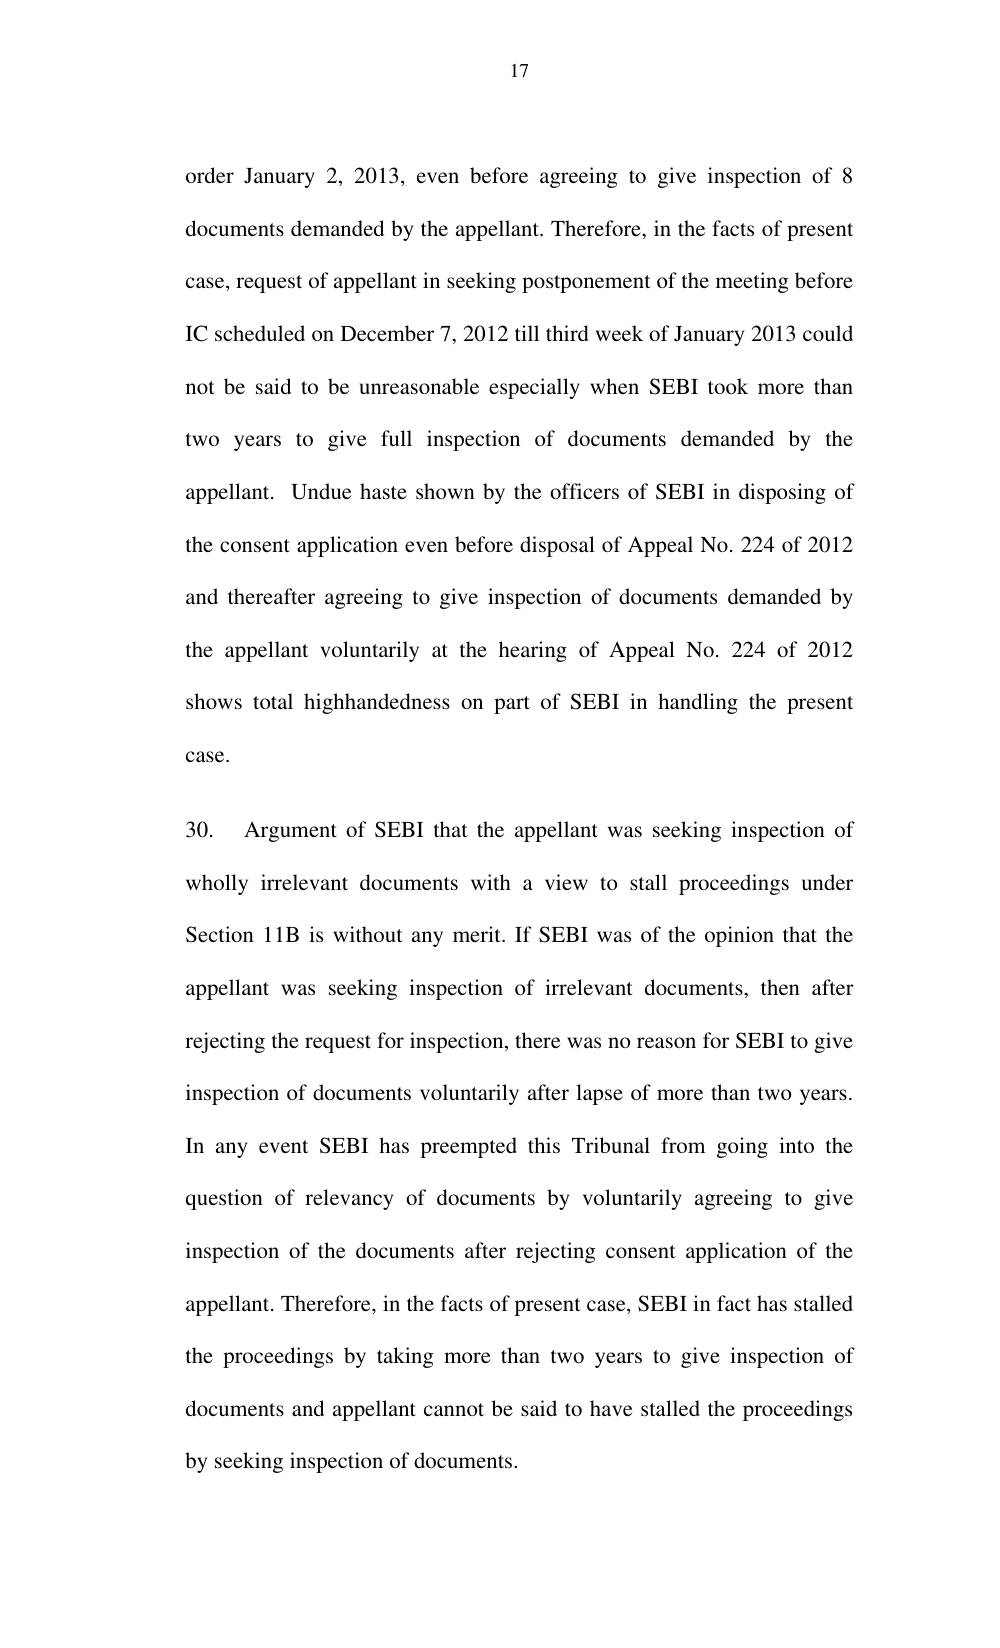 17
order January 2, 2013, even before agreeing to give inspection of 8
documents demanded by the appellant. Therefore, in the facts of present
case, request of appellant in seeking postponement of the meeting before
IC scheduled on December 7, 2012 till third week of January 2013 could
not be said to be unreasonable especially when SEBI took more than
two years to give full inspection of documents demanded by the
appellant.  Undue haste shown by the officers of SEBI in disposing of
the consent application even before disposal of Appeal No. 224 of 2012
and thereafter agreeing to give inspection of documents demanded by
the appellant voluntarily at the hearing of Appeal No. 224 of 2012
shows total highhandedness on part of SEBI in handling the present
case.
30. Argument of SEBI that the appellant was seeking inspection of
wholly irrelevant documents with a view to stall proceedings under
Section 11B is without any merit. If SEBI was of the opinion that the
appellant was seeking inspection of irrelevant documents, then after
rejecting the request for inspection, there was no reason for SEBI to give
inspection of documents voluntarily after lapse of more than two years.
In any event SEBI has preempted this Tribunal from going into the
question of relevancy of documents by voluntarily agreeing to give
inspection of the documents after rejecting consent application of the
appellant. Therefore, in the facts of present case, SEBI in fact has stalled
the proceedings by taking more than two years to give inspection of
documents and appellant cannot be said to have stalled the proceedings
by seeking inspection of documents.